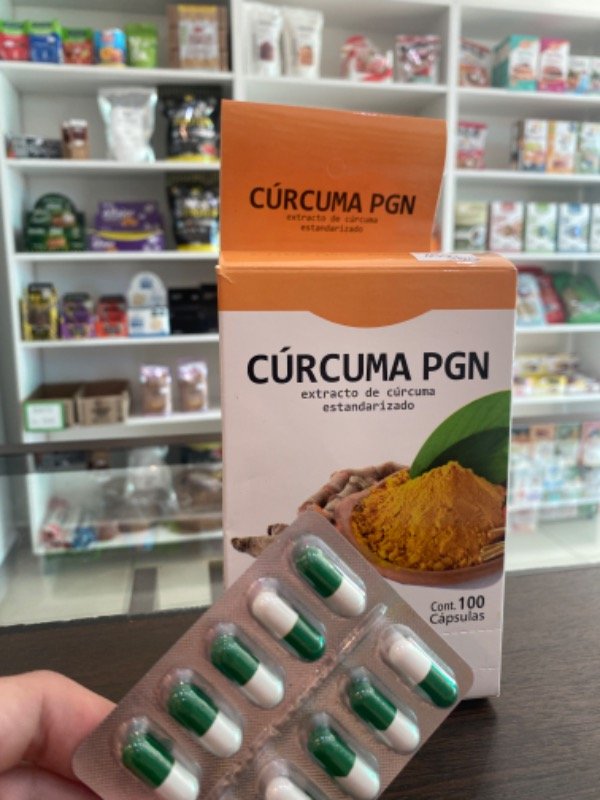 CÚRCUMA PGN
extracto de cúrcuma
estandarizado
CÚRCUMA PGN
extracto de cúrcuma
estandarizado
Cont. 100
Cápsulas